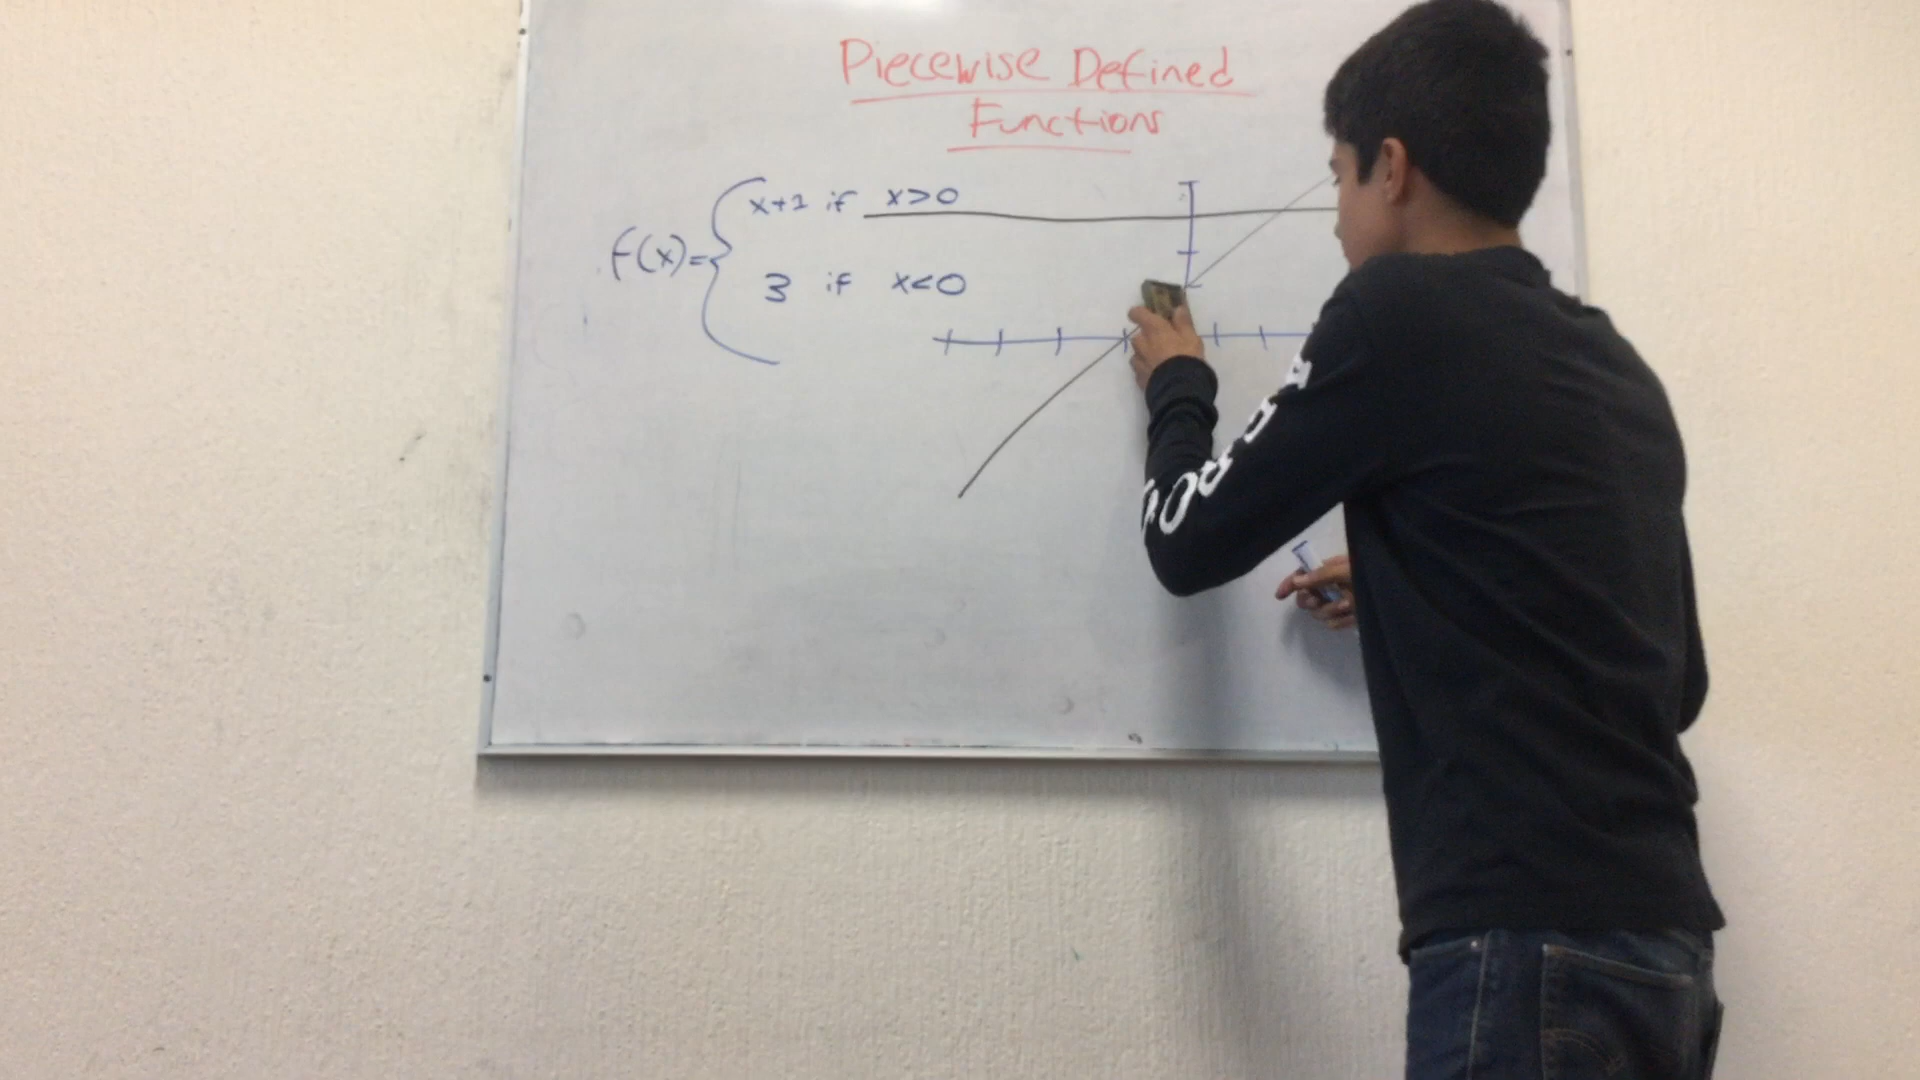 Piecewise Defined
Functions
f(x)=
x+1 if x>0
3 if x<0